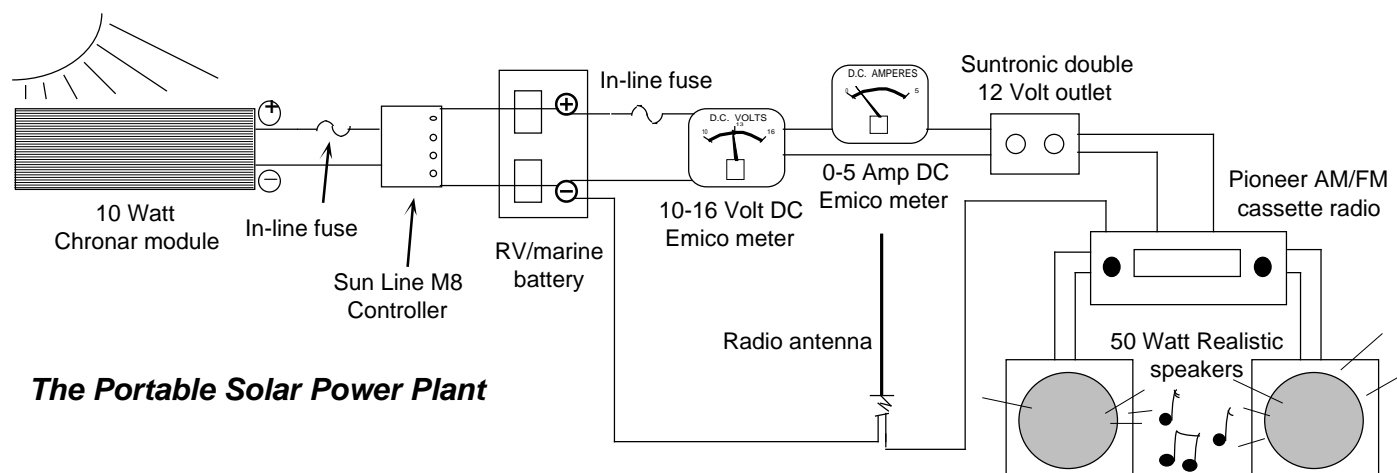 In-line fuse
D.C. AMPERES
0
5
Suntronic double
12 Volt outlet
+
+
D.C. VOLTS
10
13
16
0-5 Amp DC
Emico meter
Pioneer AM/FM
cassette radio
−
−
10 Watt
Chronar module
In-line fuse
10-16 Volt DC
Emico meter
RV/marine
battery
Sun Line M8
Controller
Radio antenna
50 Watt Realistic
speakers
The Portable Solar Power Plant